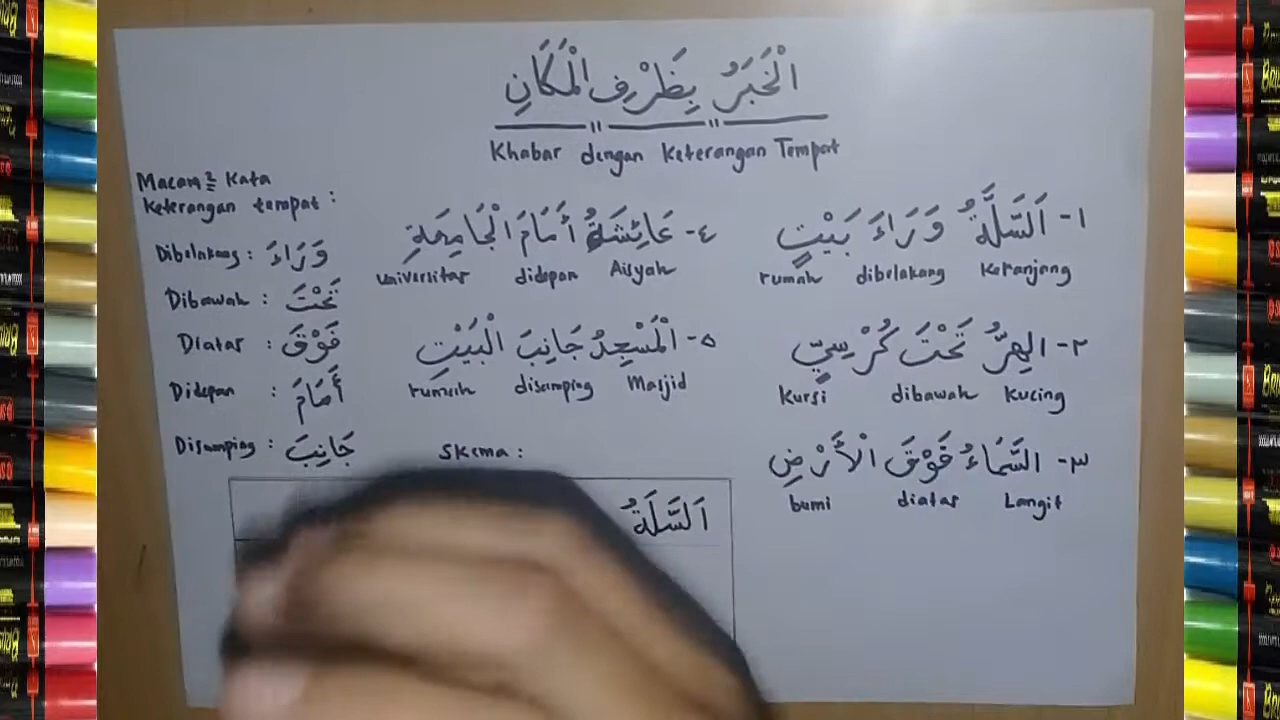 الْخَبَرُ بِظَرْفِ الْمَكَانِ
Khabar dengan Keterangan Tempat
Macam2 Kata
Keterangan tempat :
Dibelakang : وَرَاءَ
Dibawah : تَحْتَ
Diatas : فَوْقَ
Didepan : أَمَامَ
Disamping : جَانِبَ
١- اَلسَّلَّةُ وَرَاءَ بَيْتٍ
rumah dibelakang Keranjang
٢- الهِرُّ تَحْتَ كُرْسِيٍّ
Kursi dibawah Kucing
٣- السَّمَاءُ فَوْقَ الْأَرْضِ
bumi diatas Langit
٤- عَائِشَةُ أَمَامَ الْجَامِعَةِ
Universitas didepan Aisyah
٥- الْمَسْجِدُ جَانِبَ الْبَيْتِ
rumah disamping Masjid
Skema :
اَلسَّلَةُ